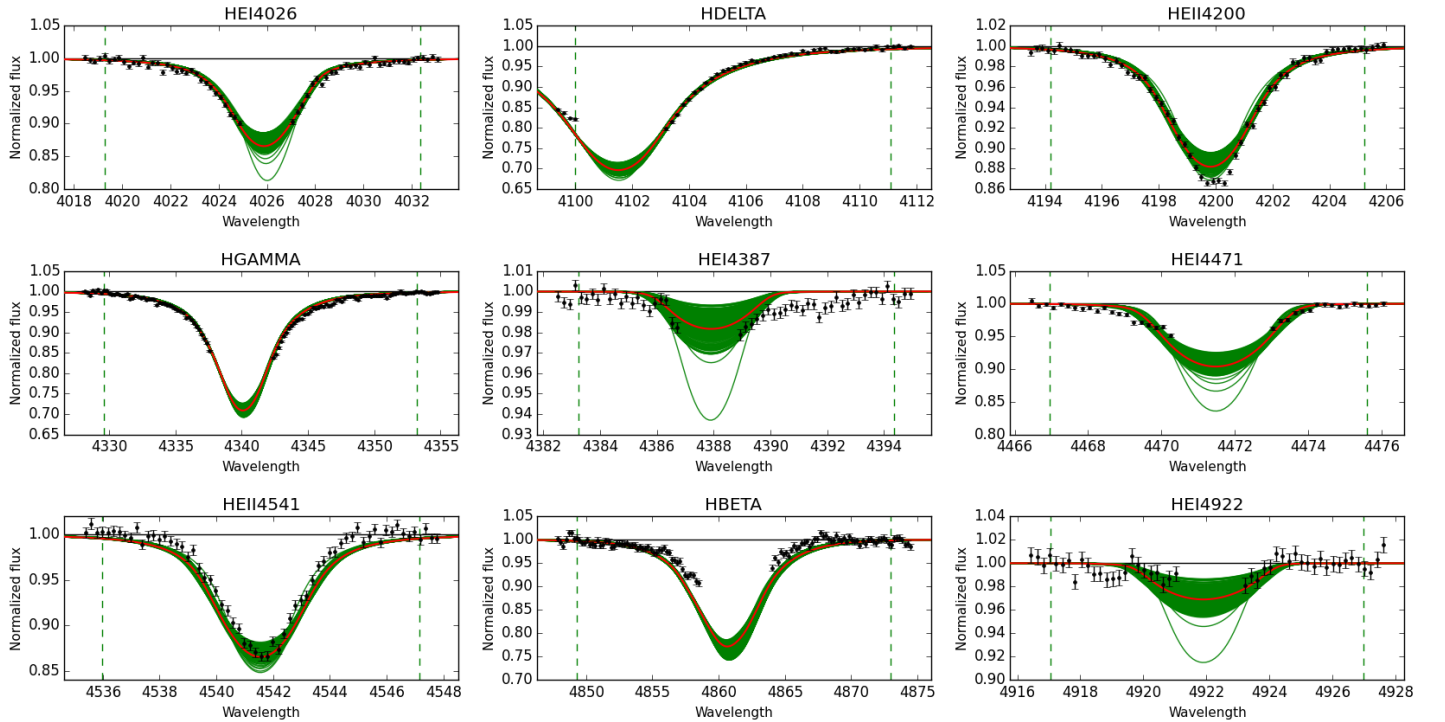 HEI4026
1.05
1.00
0.95
0.90
0.85
0.80
Normalized flux
4018 4020 4022 4024 4026 4028 4030 4032
Wavelength
HDELTA
1.05
1.00
0.95
0.90
0.85
0.80
0.75
0.70
0.65
Normalized flux
4100 4102 4104 4106 4108 4110 4112
Wavelength
HEII4200
1.02
1.00
0.98
0.96
0.94
0.92
0.90
0.88
0.86
Normalized flux
4194 4196 4198 4200 4202 4204 4206
Wavelength
HGAMMA
1.05
1.00
0.95
0.90
0.85
0.80
0.75
0.70
0.65
Normalized flux
4330 4335 4340 4345 4350 4355
Wavelength
HEI4387
1.01
1.00
0.99
0.98
0.97
0.96
0.95
0.94
0.93
Normalized flux
4382 4384 4386 4388 4390 4392 4394
Wavelength
HEI4471
1.05
1.00
0.95
0.90
0.85
0.80
Normalized flux
4466 4468 4470 4472 4474 4476
Wavelength
HEII4541
1.00
0.95
0.90
0.85
Normalized flux
4536 4538 4540 4542 4544 4546 4548
Wavelength
HBETA
1.05
1.00
0.95
0.90
0.85
0.80
0.75
0.70
Normalized flux
4850 4855 4860 4865 4870 4875
Wavelength
HEI4922
1.04
1.02
1.00
0.98
0.96
0.94
0.92
0.90
Normalized flux
4916 4918 4920 4922 4924 4926 4928
Wavelength